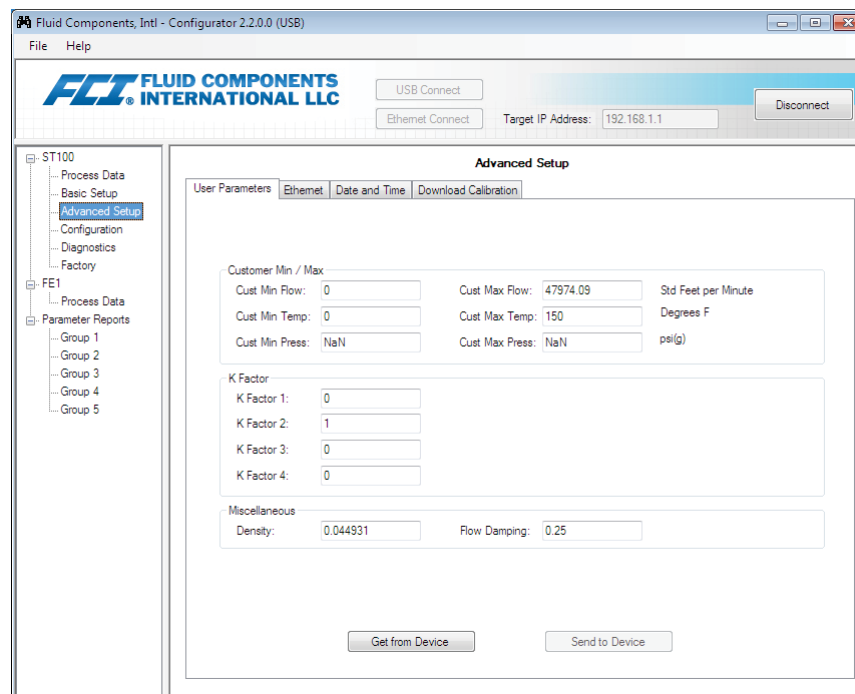 Fluid Components, Intl - Configurator 2.2.0.0 (USB)
File Help
FCI FLUID COMPONENTS
® INTERNATIONAL LLC
USB Connect
Ethernet Connect Target IP Address: 192.168.1.1
Disconnect
ST100
Process Data
Basic Setup
Advanced Setup
Configuration
Diagnostics
Factory
FE1
Process Data
Parameter Reports
Group 1
Group 2
Group 3
Group 4
Group 5
Advanced Setup
User Parameters Ethernet Date and Time Download Calibration
Customer Min / Max
Cust Min Flow: 0 Cust Max Flow: 47974.09 Std Feet per Minute
Cust Min Temp: 0 Cust Max Temp: 150 Degrees F
Cust Min Press: NaN Cust Max Press: NaN psi(g)
K Factor
K Factor 1: 0
K Factor 2: 1
K Factor 3: 0
K Factor 4: 0
Miscellaneous
Density: 0.044931 Flow Damping: 0.25
Get from Device Send to Device